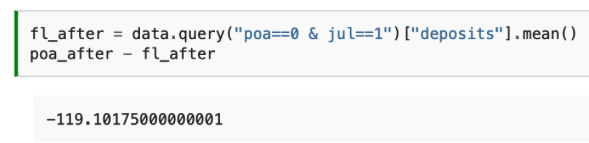 fl_after = data.query("poa==0 & jul==1")["deposits"].mean()
poa_after - fl_after
-119.10175000000001